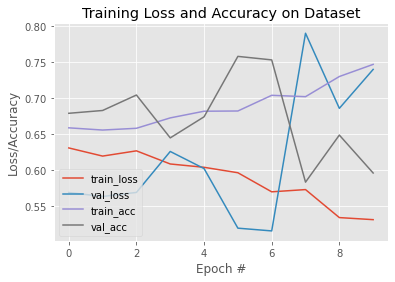 Training Loss and Accuracy on Dataset
Loss/Accuracy
0.80
0.75
0.70
0.65
0.60
0.55
train_loss
val_loss
train_acc
val_acc
0 2 4 6 8
Epoch #